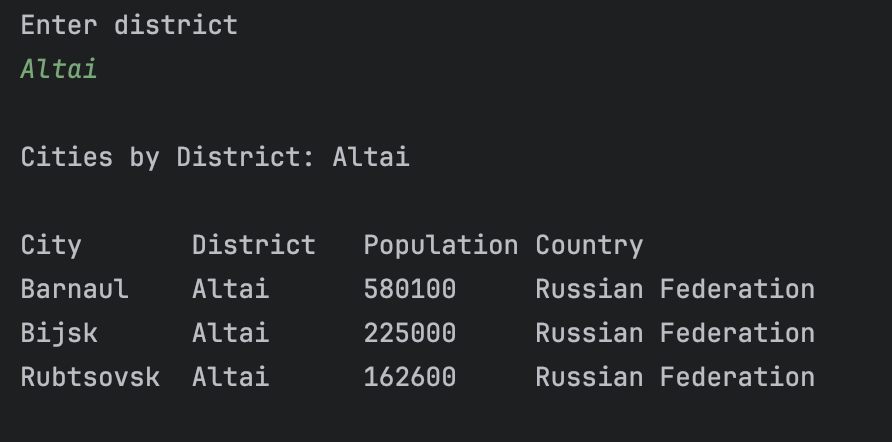 Enter district
Altai
Cities by District: Altai
City District Population Country
Barnaul Altai 580100 Russian Federation
Bijsk Altai 225000 Russian Federation
Rubtsovsk Altai 162600 Russian Federation